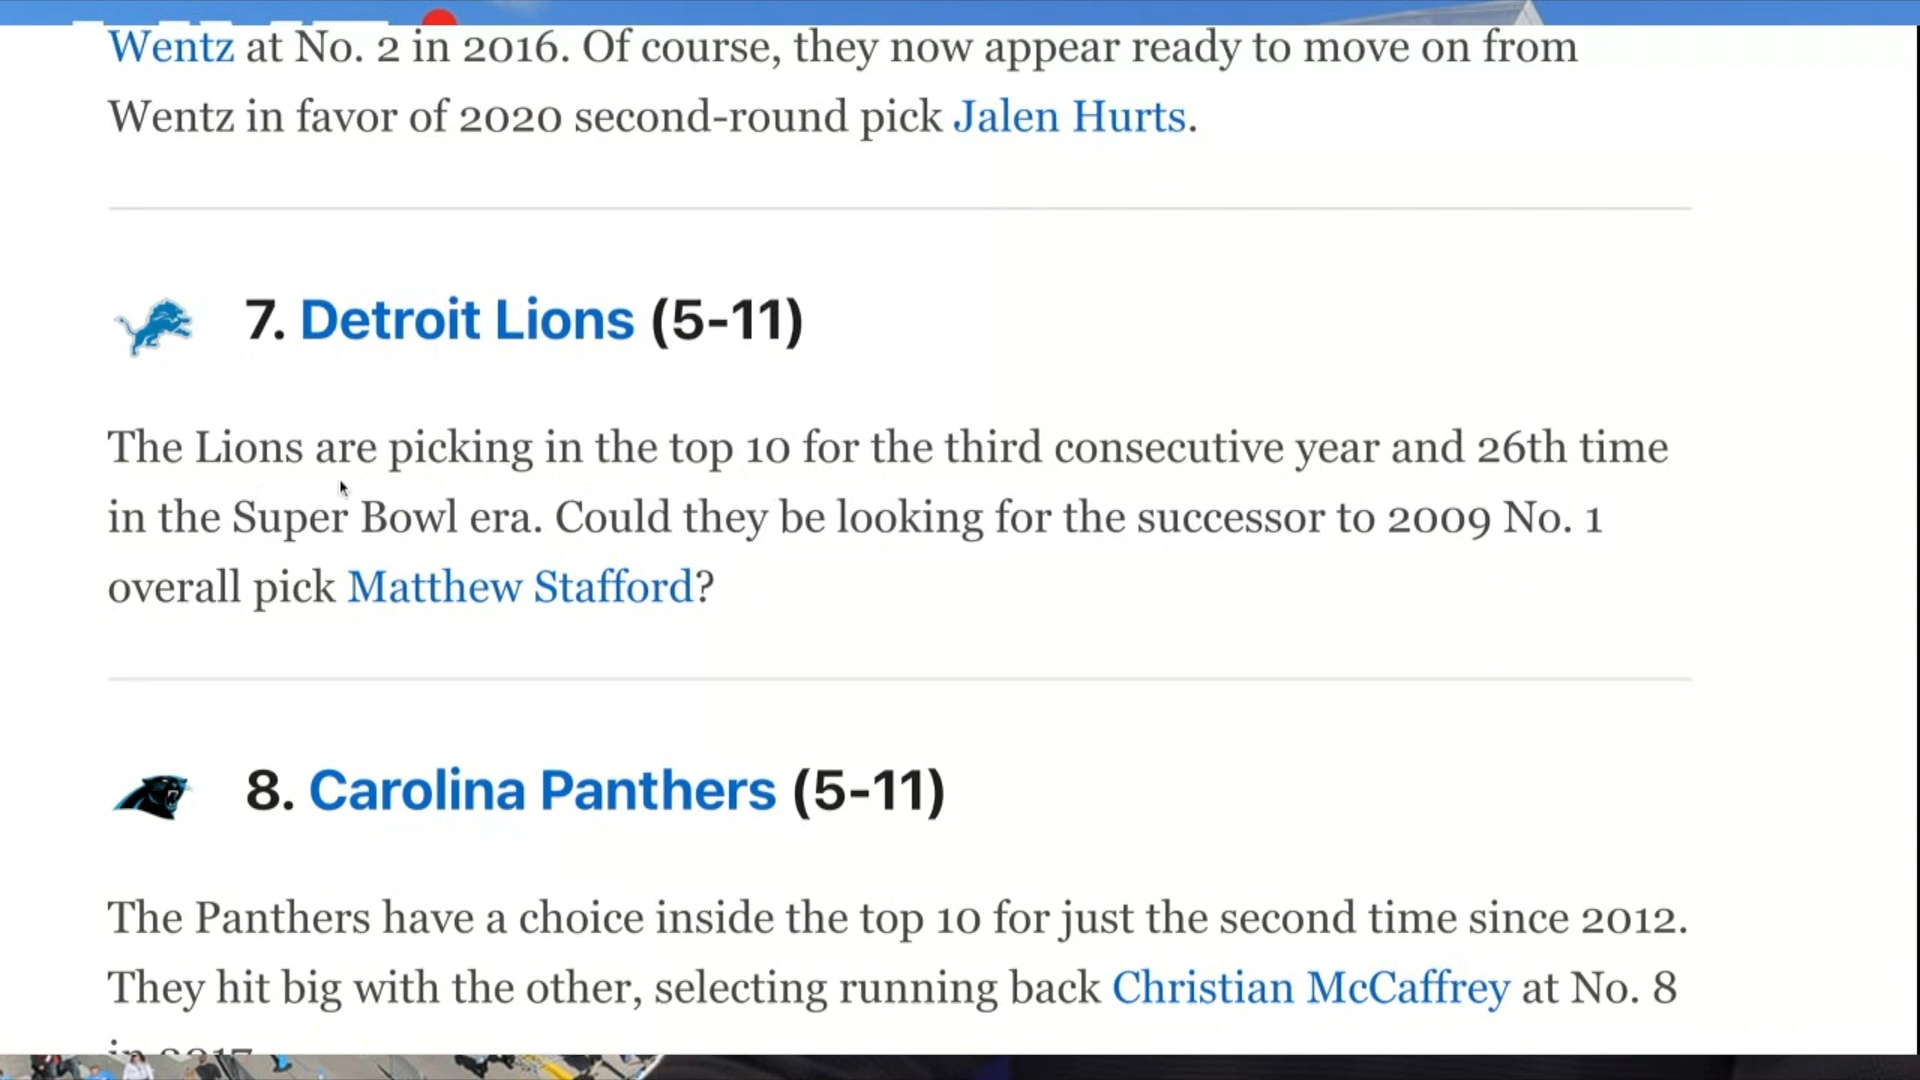 Wentz at No. 2 in 2016. Of course, they now appear ready to move on from
Wentz in favor of 2020 second-round pick Jalen Hurts.
7. Detroit Lions (5-11)
The Lions are picking in the top 10 for the third consecutive year and 26th time
in the Super Bowl era. Could they be looking for the successor to 2009 No. 1
overall pick Matthew Stafford?
8. Carolina Panthers (5-11)
The Panthers have a choice inside the top 10 for just the second time since 2012.
They hit big with the other, selecting running back Christian McCaffrey at No. 8
in 2017